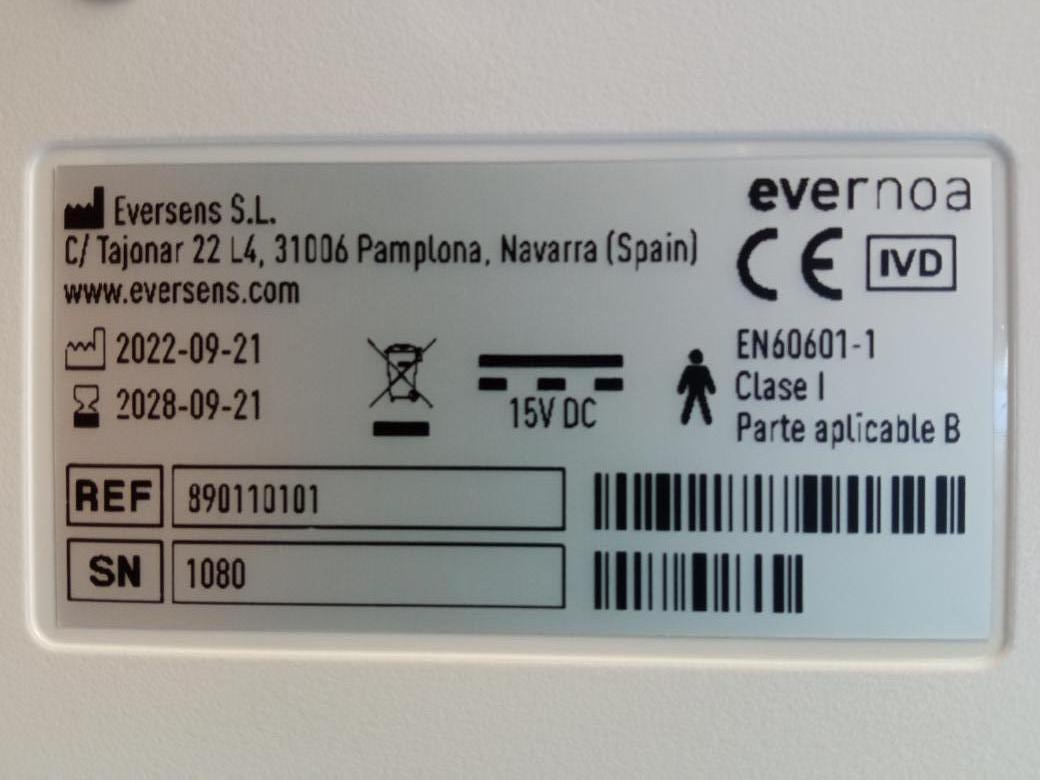 evernoa
Eversens S.L.
C/ Tajonar 22 L4, 31006 Pamplona, Navarra (Spain)
www.eversens.com
CE IVD
2022-09-21
2028-09-21
15V DC
EN60601-1
Clase I
Parte aplicable B
REF 890110101
SN 1080